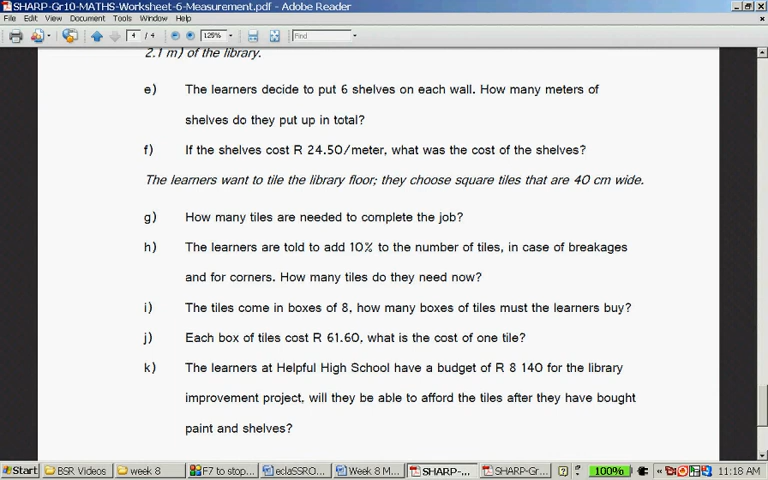 SHARP-Gr10-MATHS-Worksheet-6-Measurement.pdf - Adobe Reader
File Edit View Document Tools Window Help
4 / 4 125% Find
2.1 m) of the library.
e) The learners decide to put 6 shelves on each wall. How many meters of
shelves do they put up in total?
f) If the shelves cost R 24.50/meter, what was the cost of the shelves?
The learners want to tile the library floor; they choose square tiles that are 40 cm wide.
g) How many tiles are needed to complete the job?
h) The learners are told to add 10% to the number of tiles, in case of breakages
and for corners. How many tiles do they need now?
i) The tiles come in boxes of 8, how many boxes of tiles must the learners buy?
j) Each box of tiles cost R 61.60, what is the cost of one tile?
k) The learners at Helpful High School have a budget of R 8 140 for the library
improvement project, will they be able to afford the tiles after they have bought
paint and shelves?
Start BSR Videos week 8 F7 to stop... eclaSSRO... Week 8 M... SHARP-... SHARP-Gr... 100% 11:18 AM